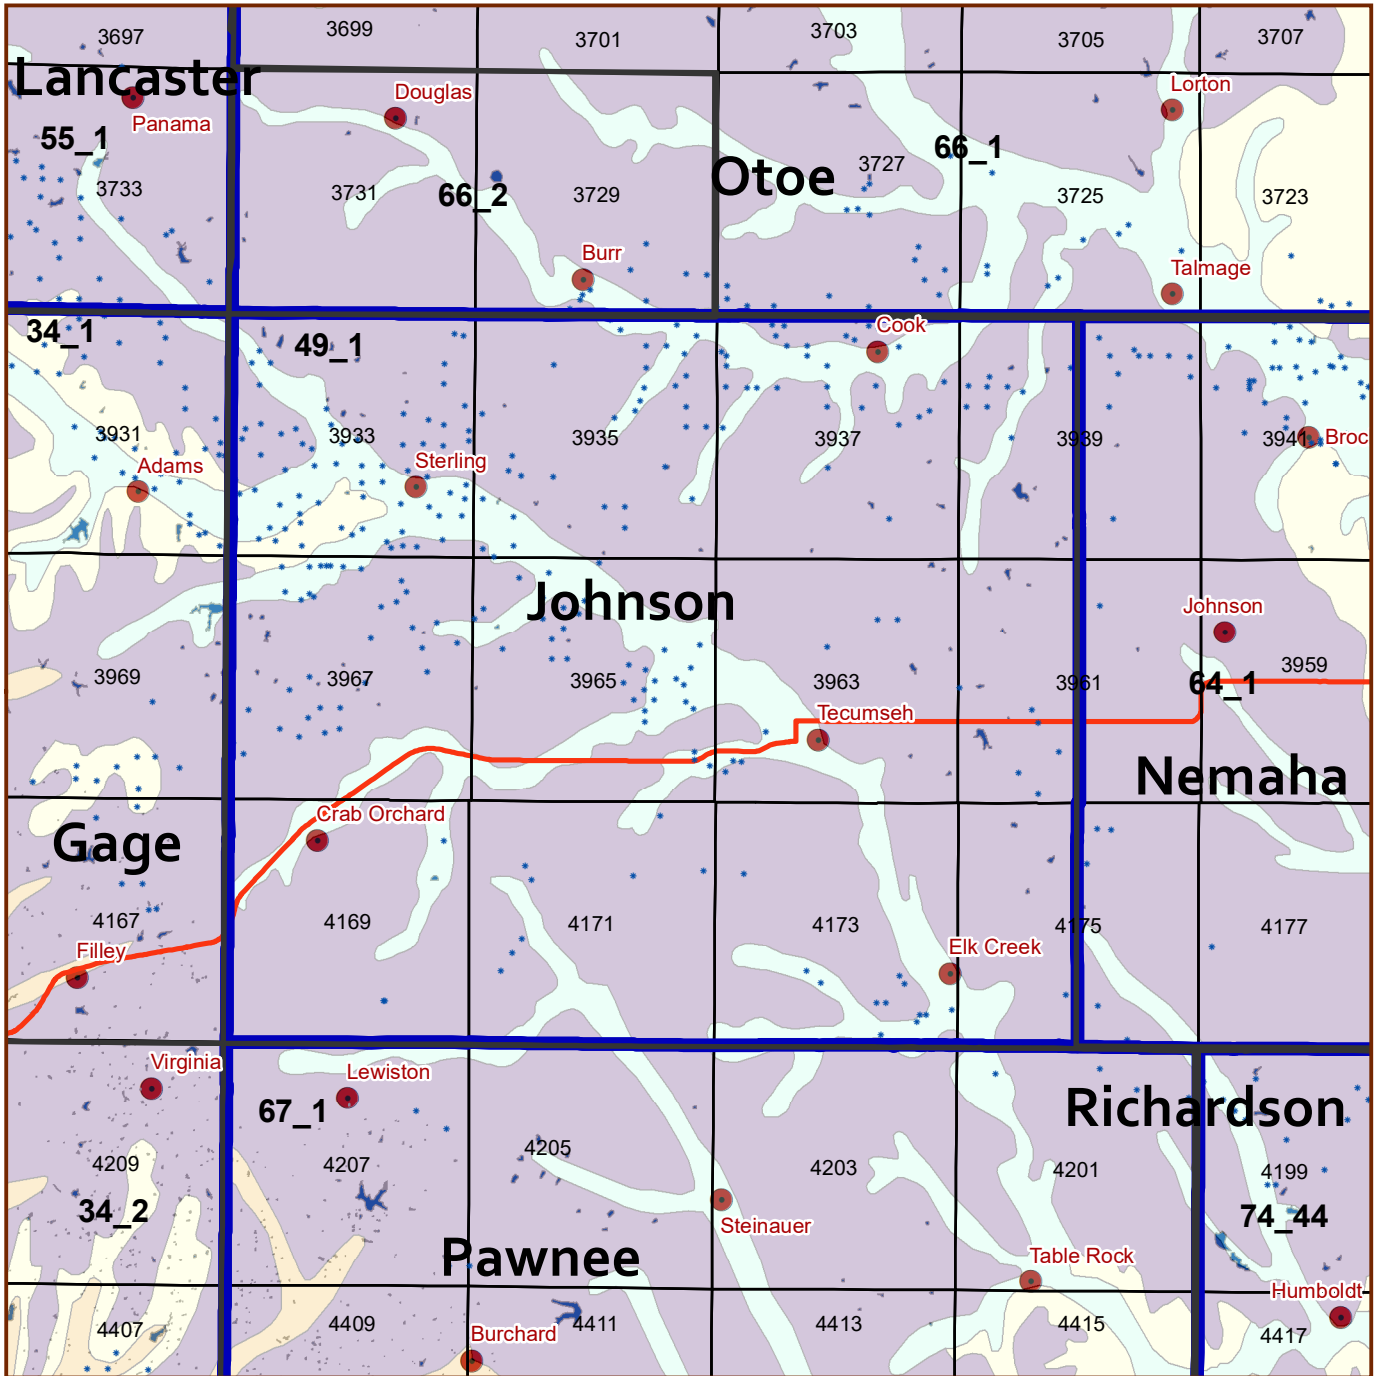 3697
3699
3701
3703
3705
3707
Lancaster
Panama
Douglas
Lorton
55_1
66_1
3733
3731
66_2
3729
Otoe
3727
3725
3723
Burr
Talmage
34_1
49_1
Cook
3931
3933
3935
3937
3939
3941
Broc
Adams
Sterling
Johnson
Johnson
3969
3967
3965
3963
3961
3959
64_1
Tecumseh
Nemaha
Crab Orchard
Gage
4167
4169
4171
4173
4175
4177
Filley
Elk Creek
Virginia
Lewiston
67_1
Richardson
4209
4207
4205
4203
4201
4199
34_2
74_44
Steinauer
Pawnee
Table Rock
Humboldt
4407
4409
Burchard
4411
4413
4415
4417